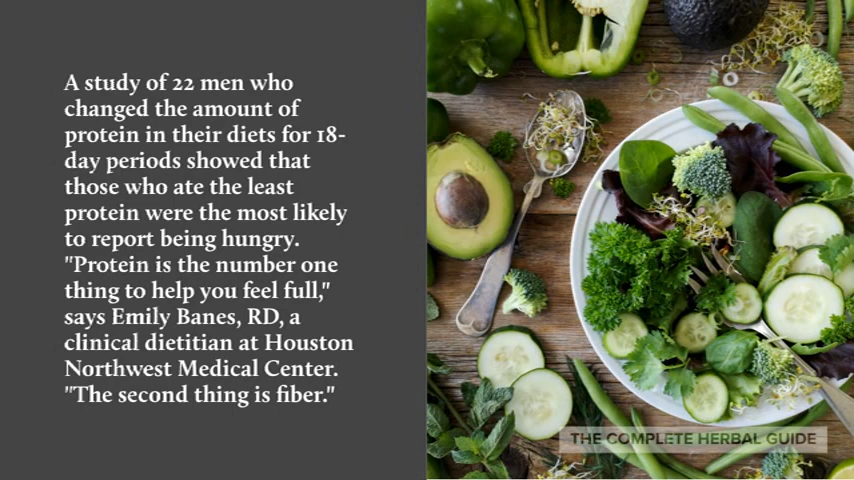 A study of 22 men who
changed the amount of
protein in their diets for 18-
day periods showed that
those who ate the least
protein were the most likely
to report being hungry.
"Protein is the number one
thing to help you feel full,"
says Emily Banes, RD, a
clinical dietitian at Houston
Northwest Medical Center.
"The second thing is fiber."
THE COMPLETE HERBAL GUIDE